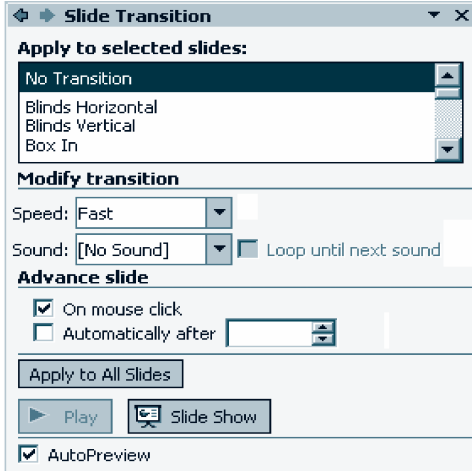 Slide Transition
Apply to selected slides:
No Transition
Blinds Horizontal
Blinds Vertical
Box In
Modify transition
Speed: Fast
Sound: [No Sound] Loop until next sound
Advance slide
On mouse click
Automatically after
Apply to All Slides
Play Slide Show
AutoPreview